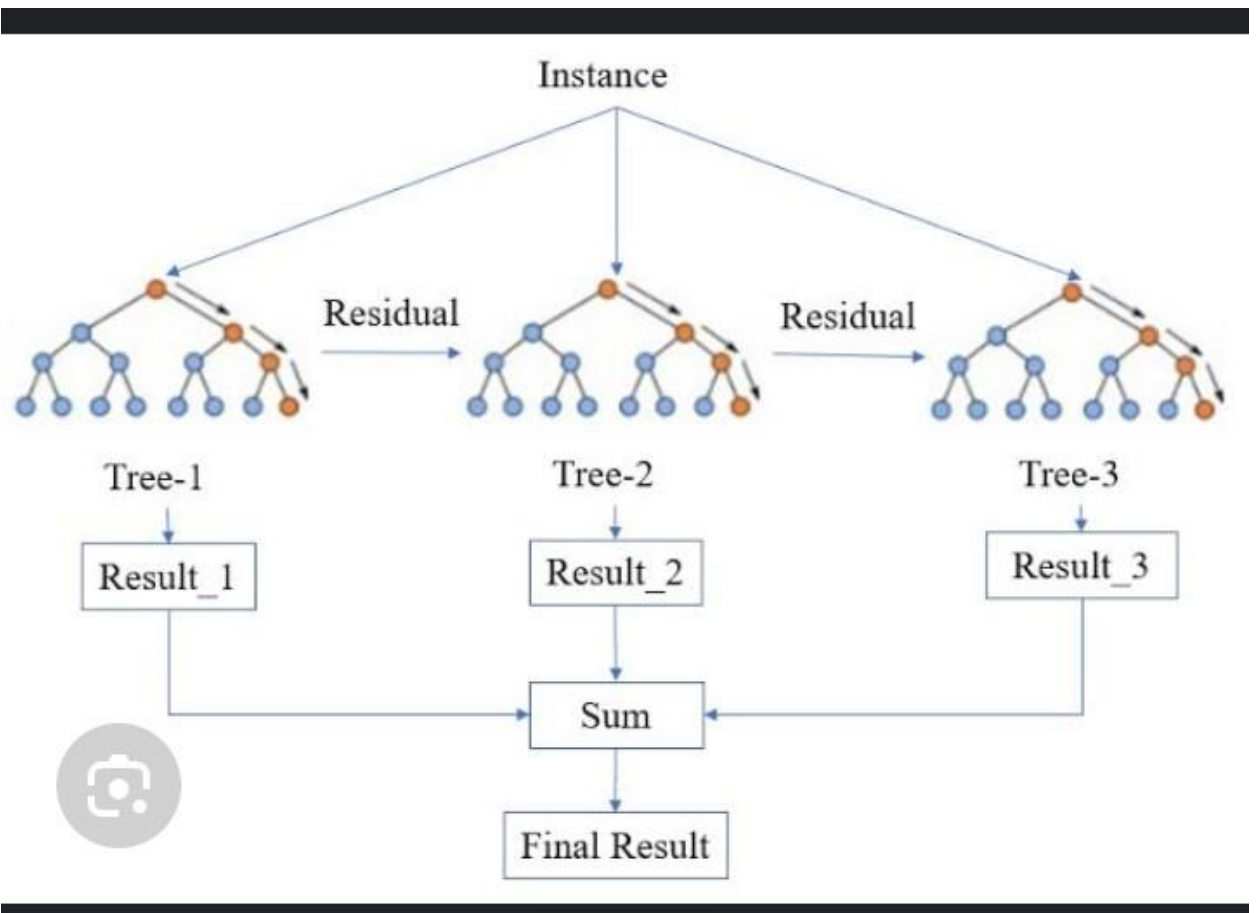 Instance
Residual
Residual
Tree-1
Tree-2
Tree-3
Result_1
Result_2
Result_3
Sum
Final Result